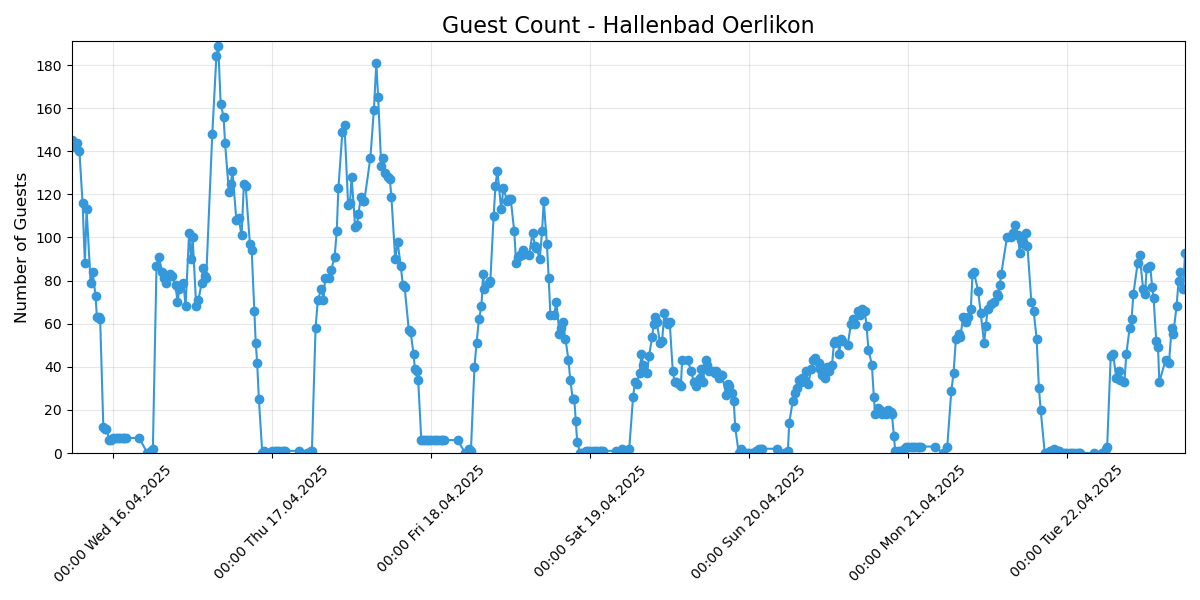 Guest Count - Hallenbad Oerlikon
Number of Guests
180
160
140
120
100
80
60
40
20
0
00:00 Wed 16.04.2025
00:00 Thu 17.04.2025
00:00 Fri 18.04.2025
00:00 Sat 19.04.2025
00:00 Sun 20.04.2025
00:00 Mon 21.04.2025
00:00 Tue 22.04.2025